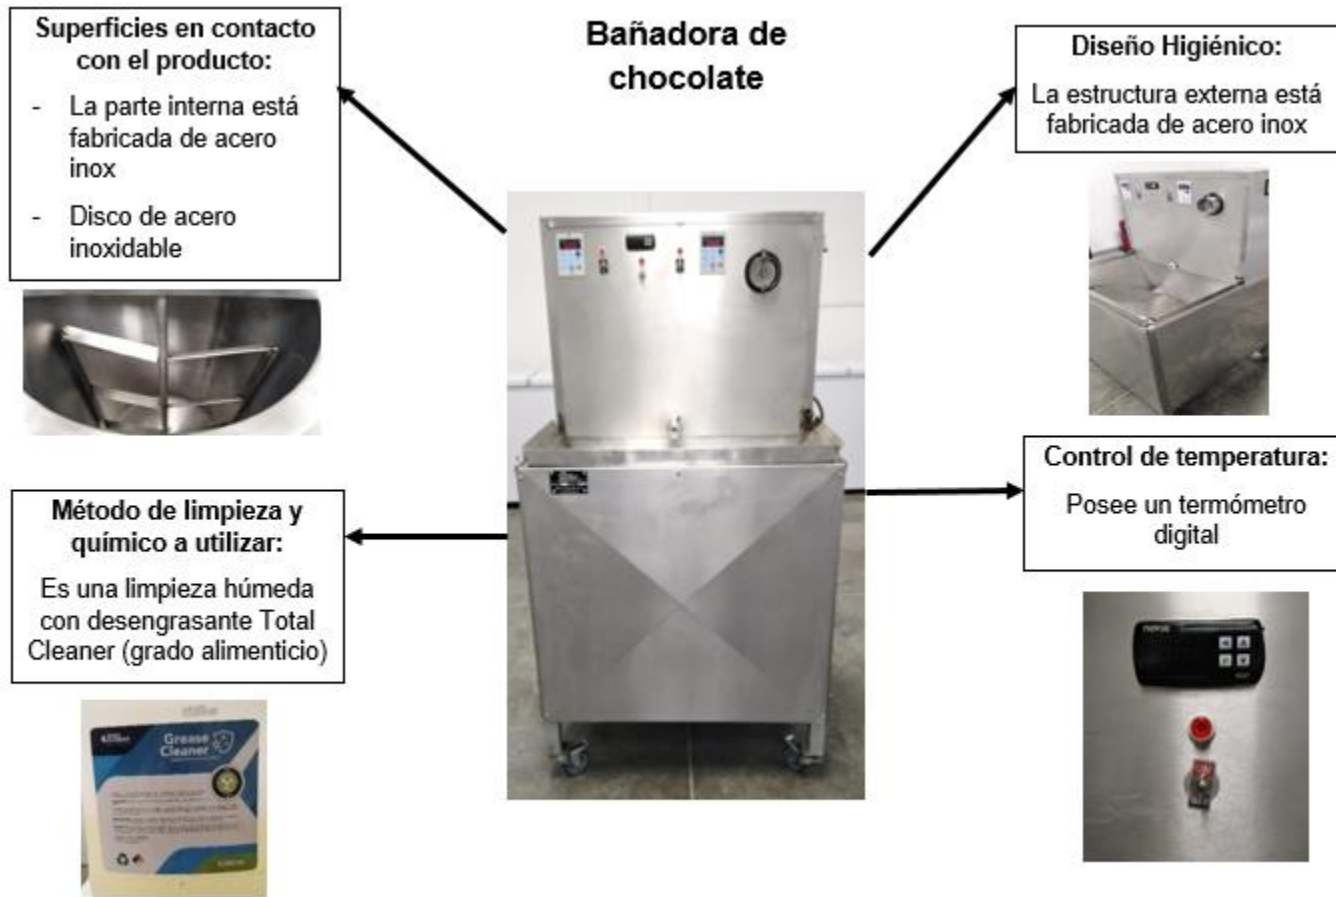 Bañadora de
chocolate
Superficies en contacto
con el producto:
- La parte interna está
fabricada de acero
inox
- Disco de acero
inoxidable
Diseño Higiénico:
La estructura externa está
fabricada de acero inox
Método de limpieza y
químico a utilizar:
Es una limpieza húmeda
con desengrasante Total
Cleaner (grado alimenticio)
Control de temperatura:
Posee un termómetro
digital
Grease
Cleaner